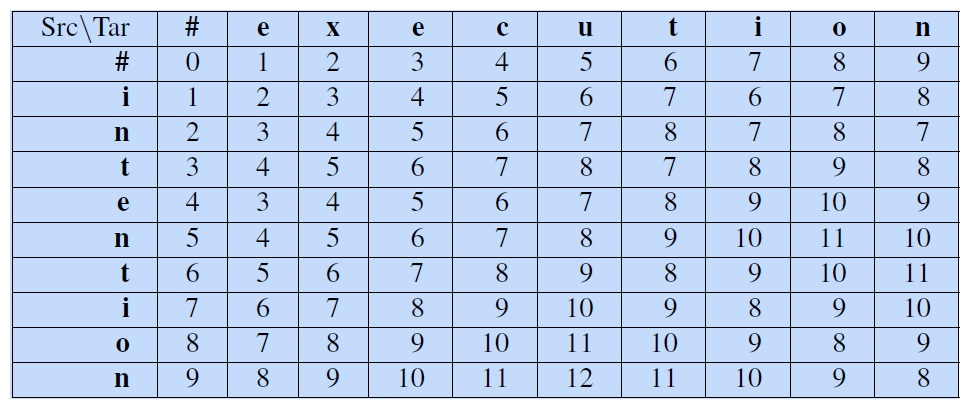 Src\Tar # e x e c u t i o n
# 0 1 2 3 4 5 6 7 8 9
i 1 2 3 4 5 6 7 6 7 8
n 2 3 4 5 6 7 8 7 8 7
t 3 4 5 6 7 8 7 8 9 8
e 4 3 4 5 6 7 8 9 10 9
n 5 4 5 6 7 8 9 10 11 10
t 6 5 6 7 8 9 8 9 10 11
i 7 6 7 8 9 10 9 8 9 10
o 8 7 8 9 10 11 10 9 8 9
n 9 8 9 10 11 12 11 10 9 8